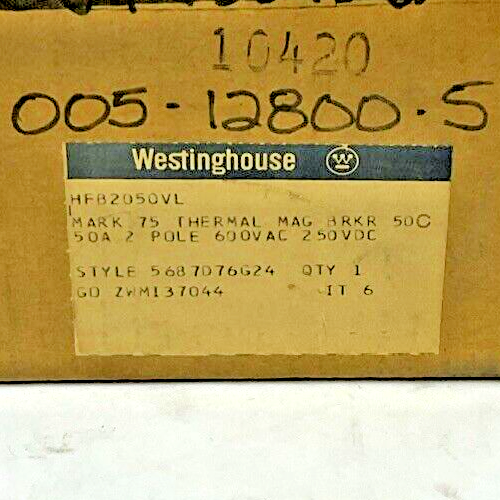 10420
005-12800.S
Westinghouse W
HFB2050VL
MARK 75 THERMAL MAG BRKR 50C
50A 2 POLE 600VAC 250VDC
STYLE 5687D76G24 QTY 1
GO ZWM137044 IT 6